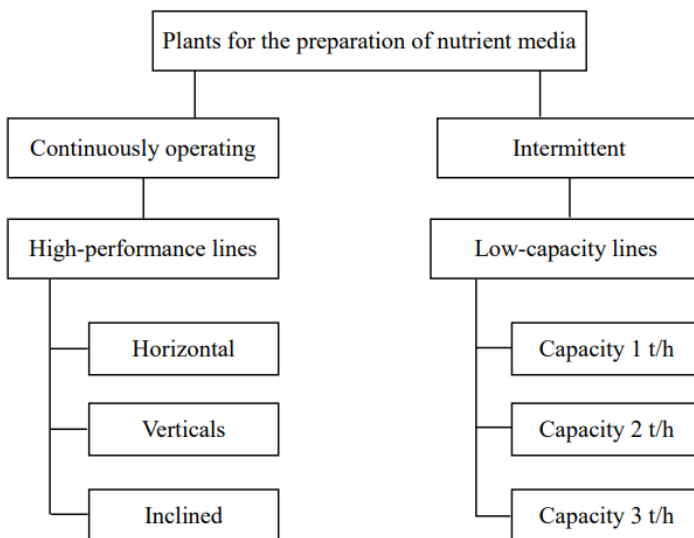 Plants for the preparation of nutrient media
Continuously operating
Intermittent
High-performance lines
Low-capacity lines
Horizontal
Capacity 1 t/h
Verticals
Capacity 2 t/h
Inclined
Capacity 3 t/h